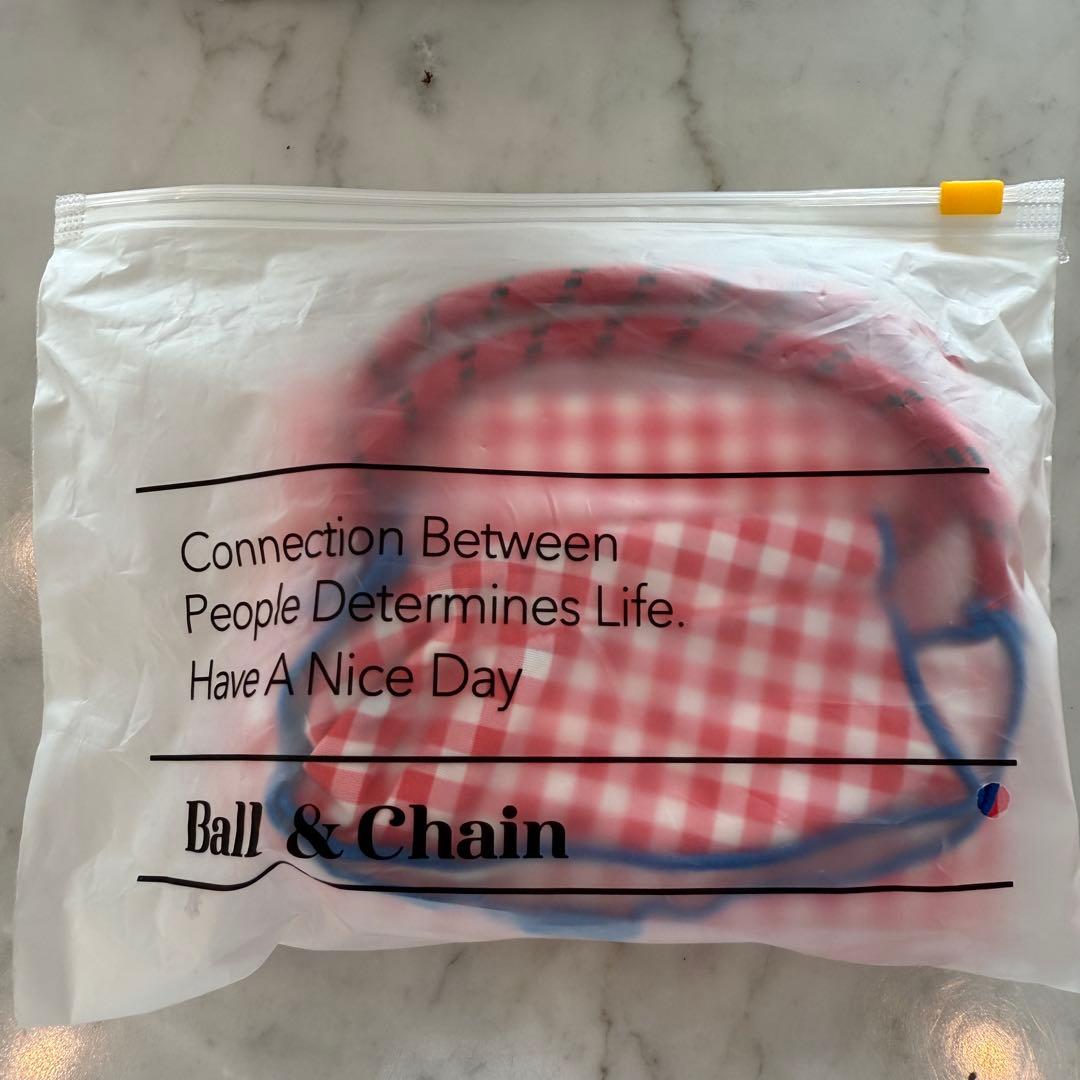 Connection Between
People Determines Life.
Have A Nice Day
Ball & Chain